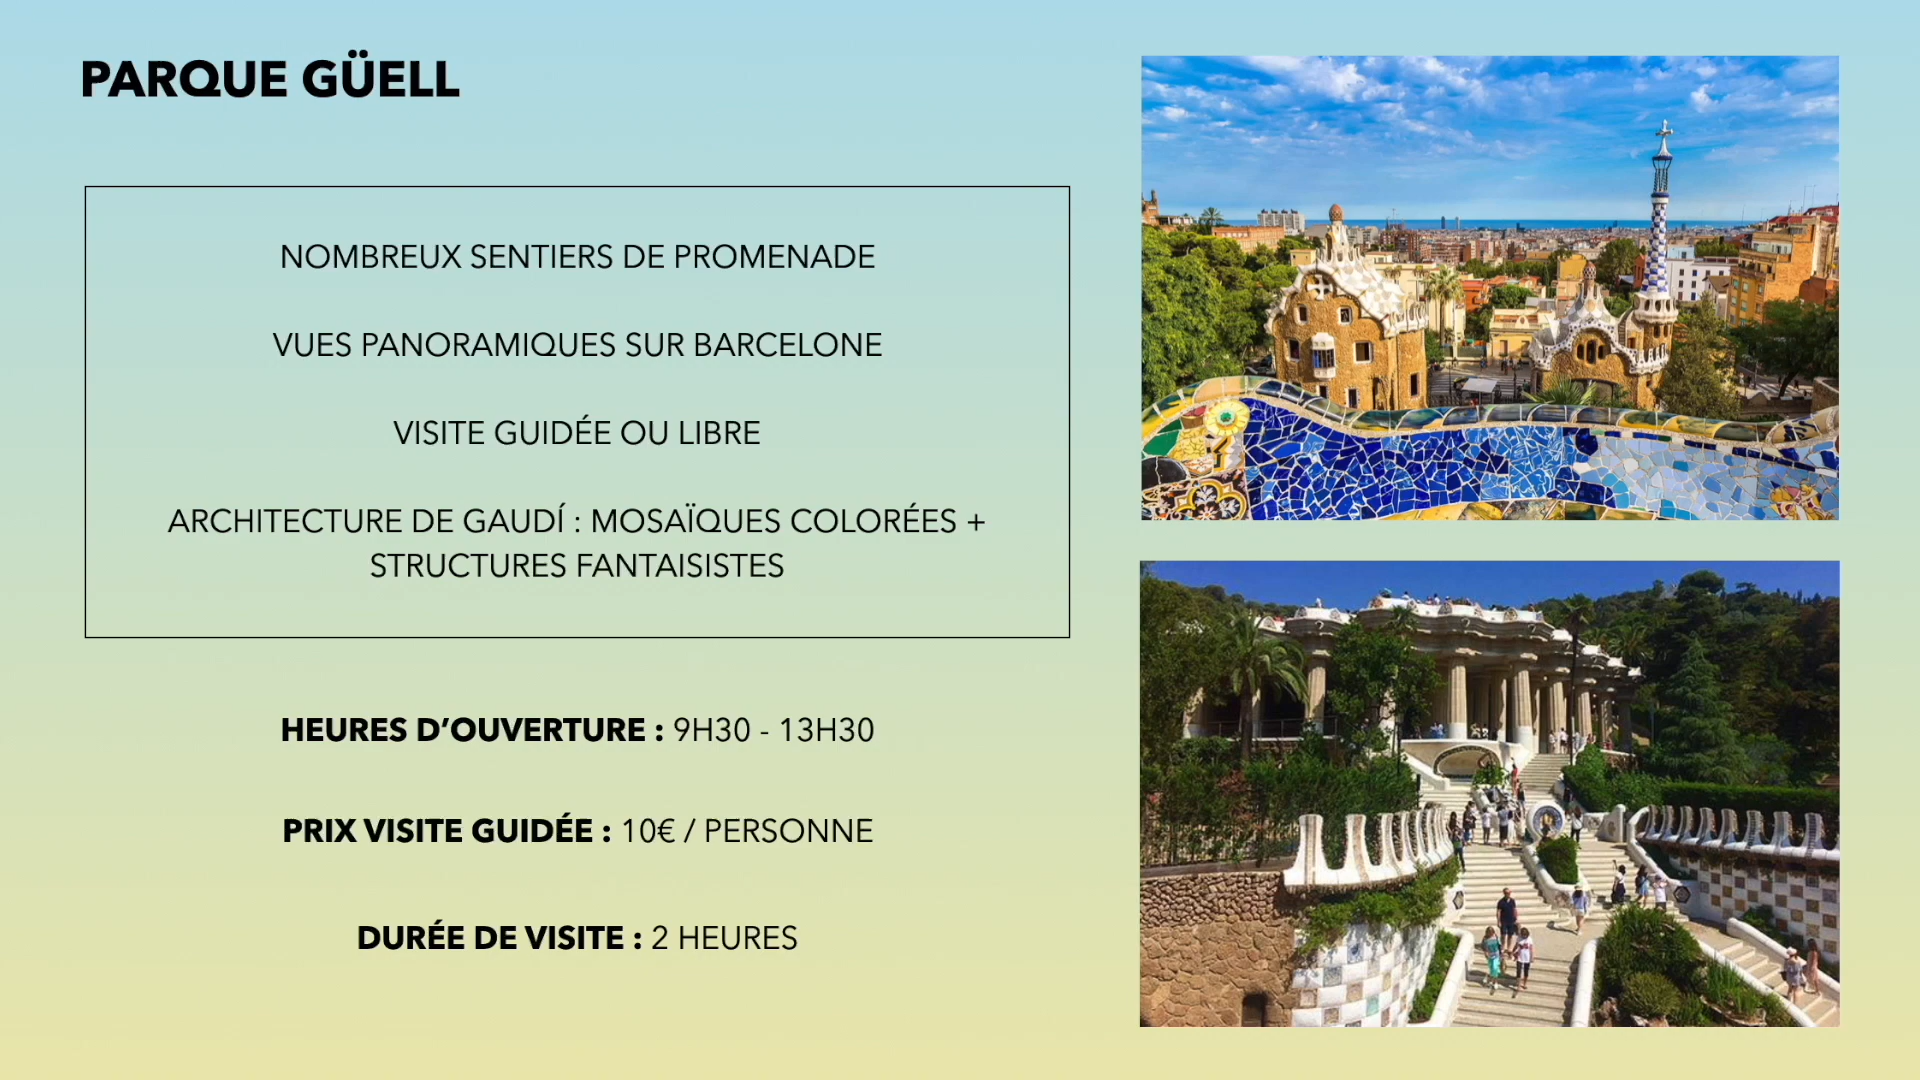 PARQUE GÜELL
NOMBREUX SENTIERS DE PROMENADE
VUES PANORAMIQUES SUR BARCELONE
VISITE GUIDÉE OU LIBRE
ARCHITECTURE DE GAUDÍ : MOSAÏQUES COLORÉES +
STRUCTURES FANTAISISTES
HEURES D’OUVERTURE : 9H30 - 13H30
PRIX VISITE GUIDÉE : 10€ / PERSONNE
DURÉE DE VISITE : 2 HEURES